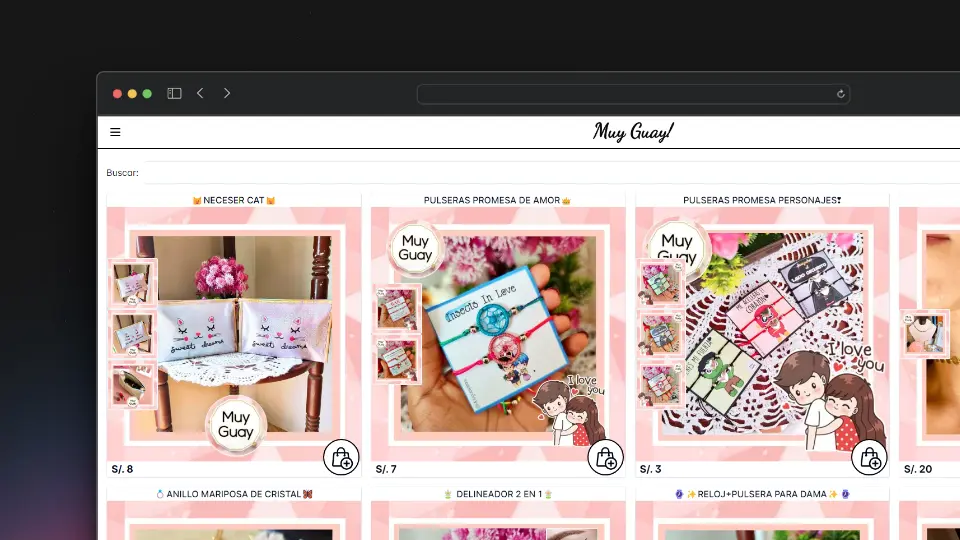 Muy Guay!
Buscar:
🐱NECESER CAT🐱
PULSERAS PROMESA DE AMOR👑
PULSERAS PROMESA PERSONAJES❣
sweet dreams
sweet dreams
Muy
Guay
S/. 8
Muy
Guay
Insecto In Love
I love
you
S/. 7
Muy
Guay
I love
you
S/. 3
S/. 20
💍ANILLO MARIPOSA DE CRISTAL🦋
DELINEADOR 2 EN 1
✨RELOJ+PULSERA PARA DAMA✨